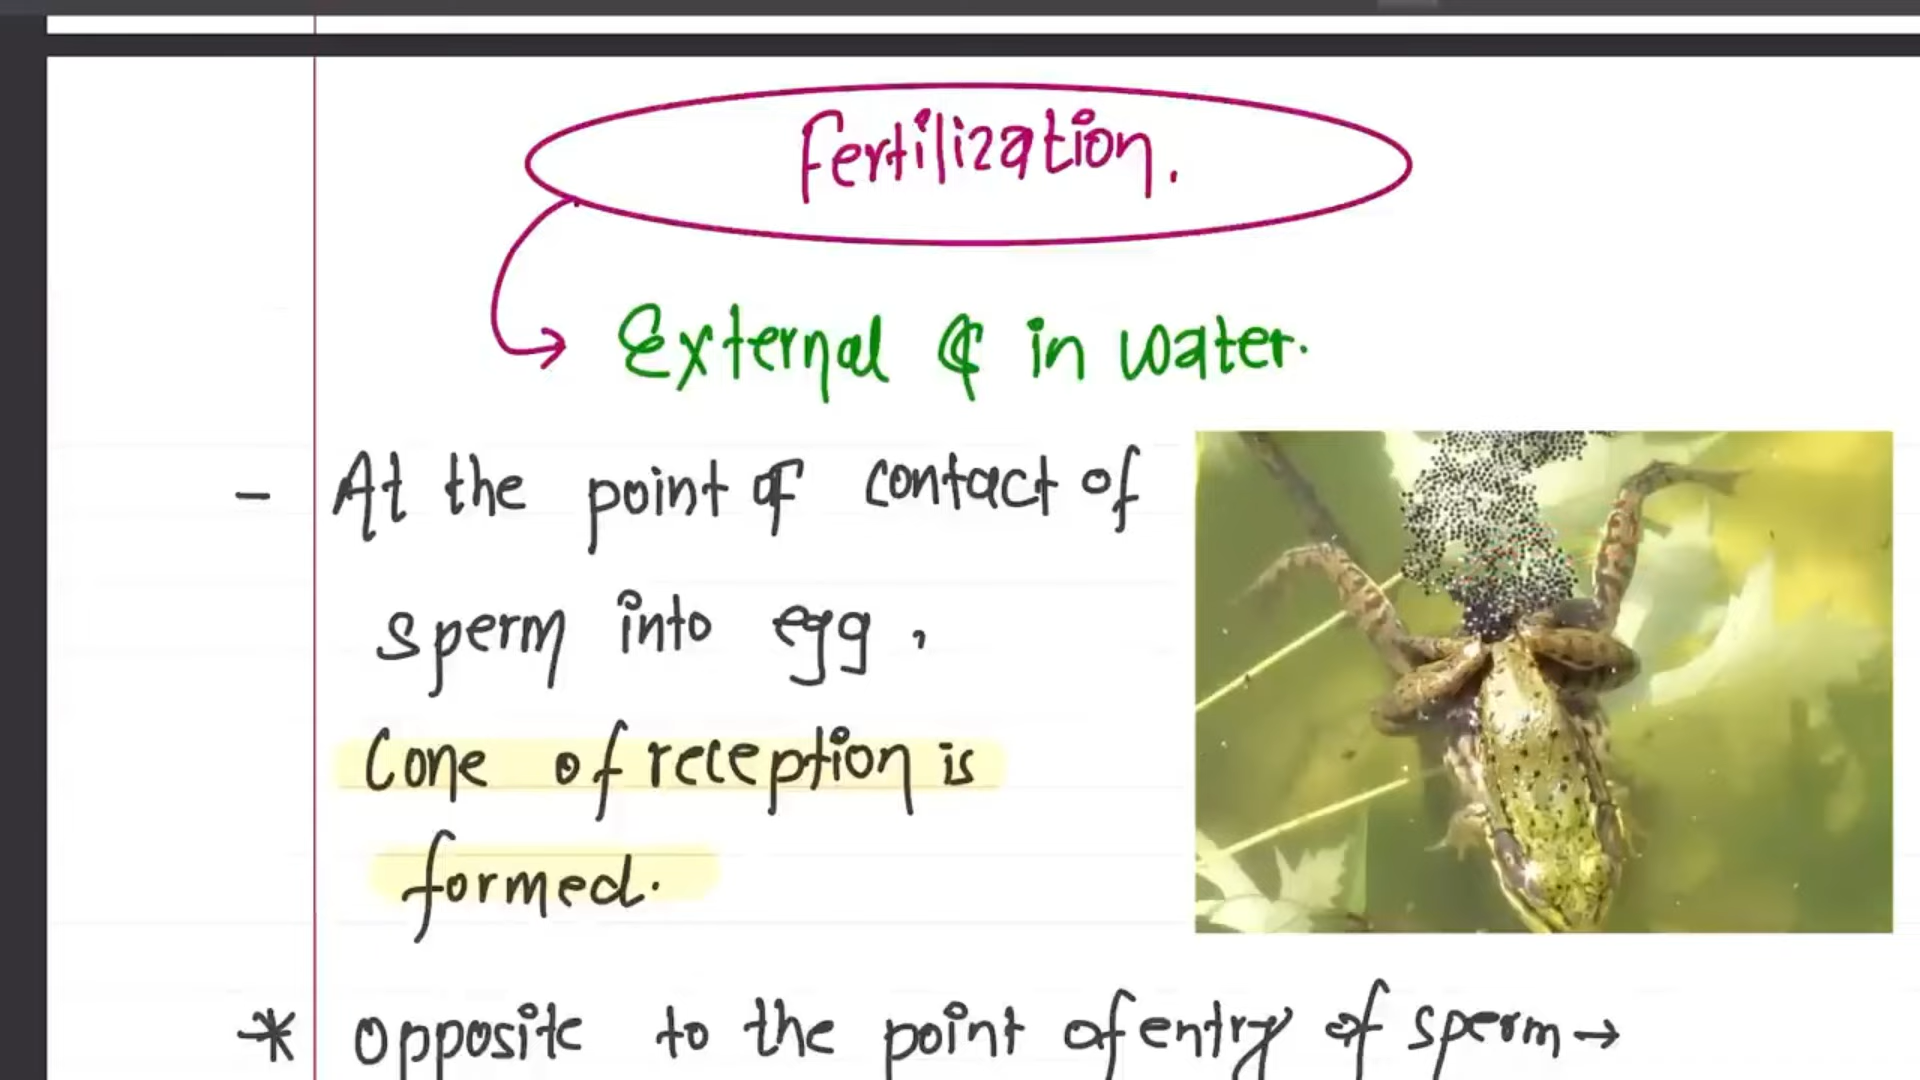 Fertilization.
External & in water.
- At the point of contact of
sperm into egg,
Cone of reception is
formed.
* Opposite to the point of entry of sperm →